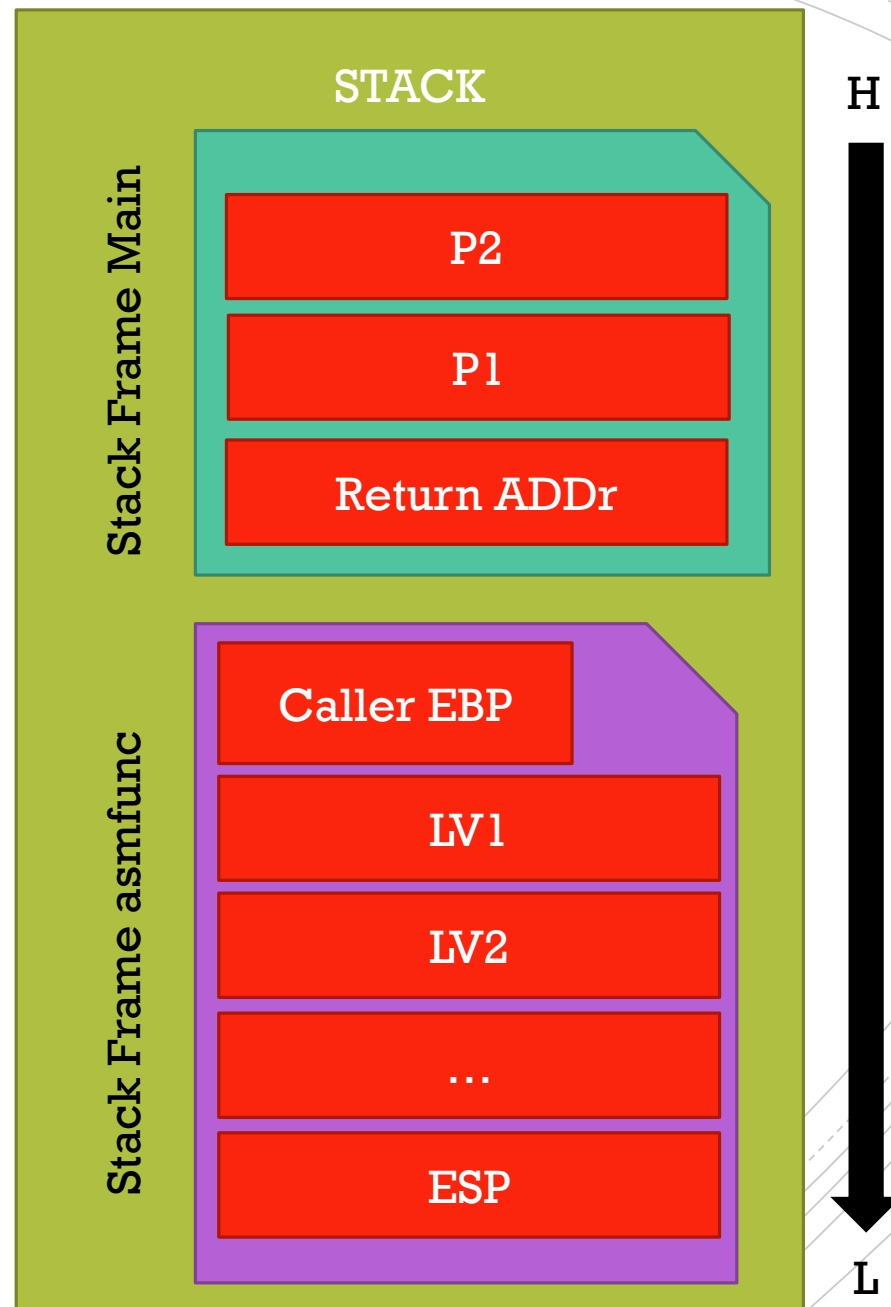 STACK
H
Stack Frame Main
P2
P1
Return ADDr
Stack Frame asmfunc
Caller EBP
LV1
LV2
...
ESP
L